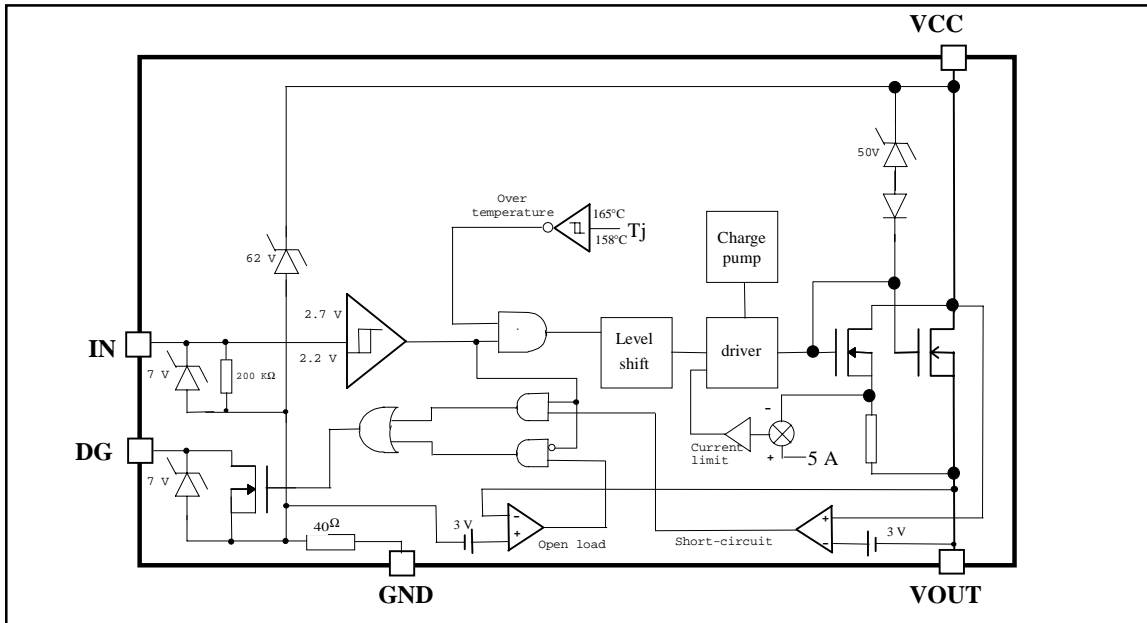 VCC
50V
Over
temperature
165°C
158°C
Tj
Charge
pump
62 V
2.7 V
2.2 V
IN
7 V
200 KΩ
Level
shift
driver
DG
7 V
-
+
5 A
Current
limit
40Ω
3 V
-
+
Open load
Short-circuit
+
-
3 V
GND
VOUT